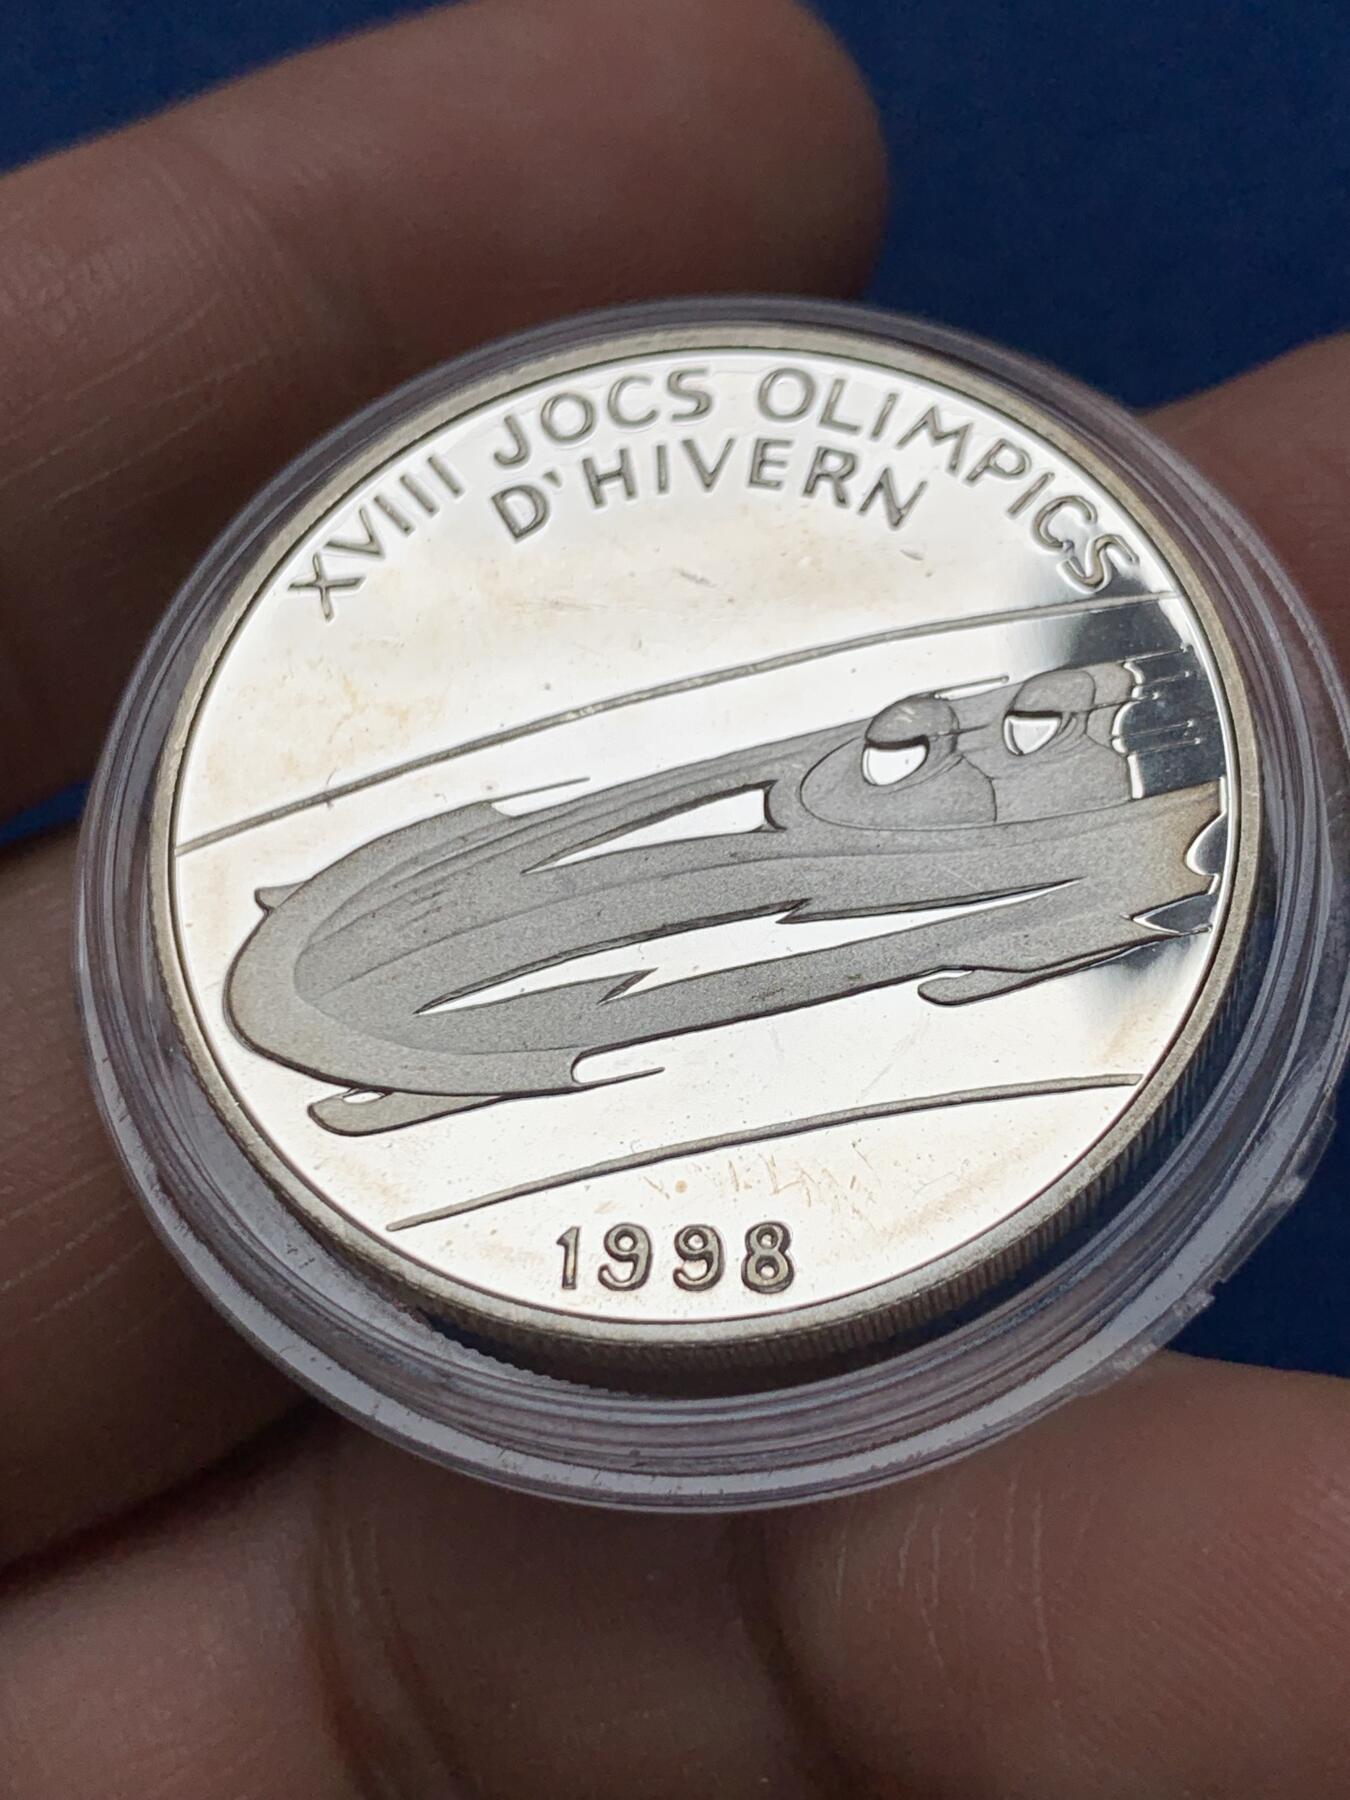 XVIII JOCS OLIMPICS
D'HIVERN
1998